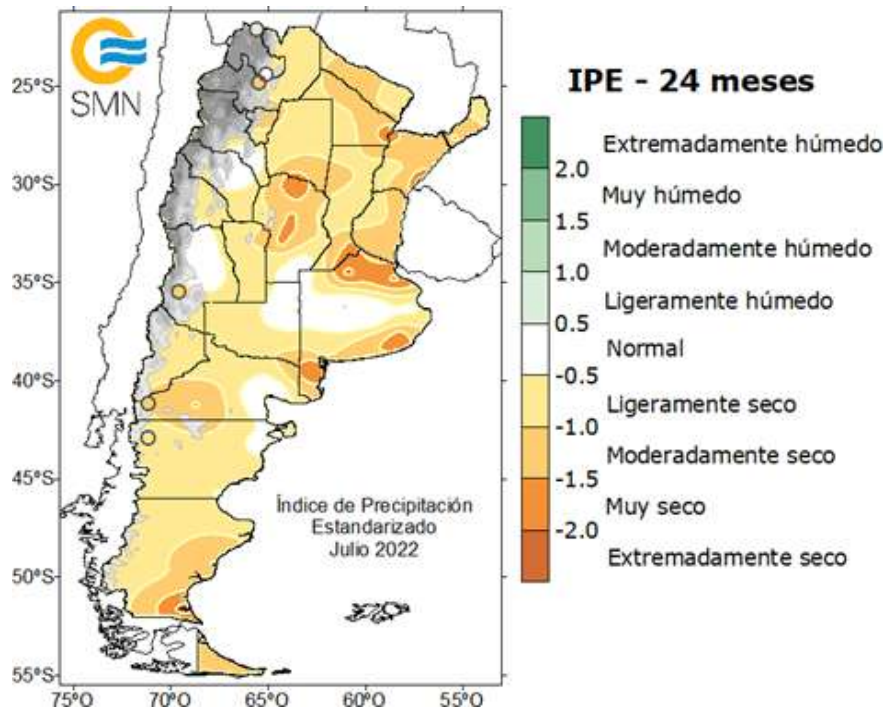 SMN
25°S
30°S
35°S
40°S
45°S
50°S
55°S
75°O
70°O
65°O
60°O
55°O
Índice de Precipitación
Estandarizado
Julio 2022
IPE - 24 meses
Extremadamente húmedo
2.0
Muy húmedo
1.5
Moderadamente húmedo
1.0
Ligeramente húmedo
0.5
Normal
-0.5
Ligeramente seco
-1.0
Moderadamente seco
-1.5
Muy seco
-2.0
Extremadamente seco